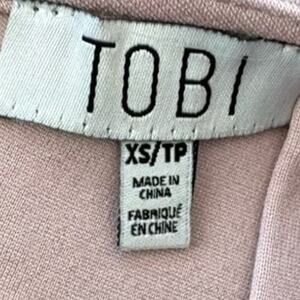 TOBI
XS/TP
MADE IN
CHINA
FABRIQUÉ
EN CHINE